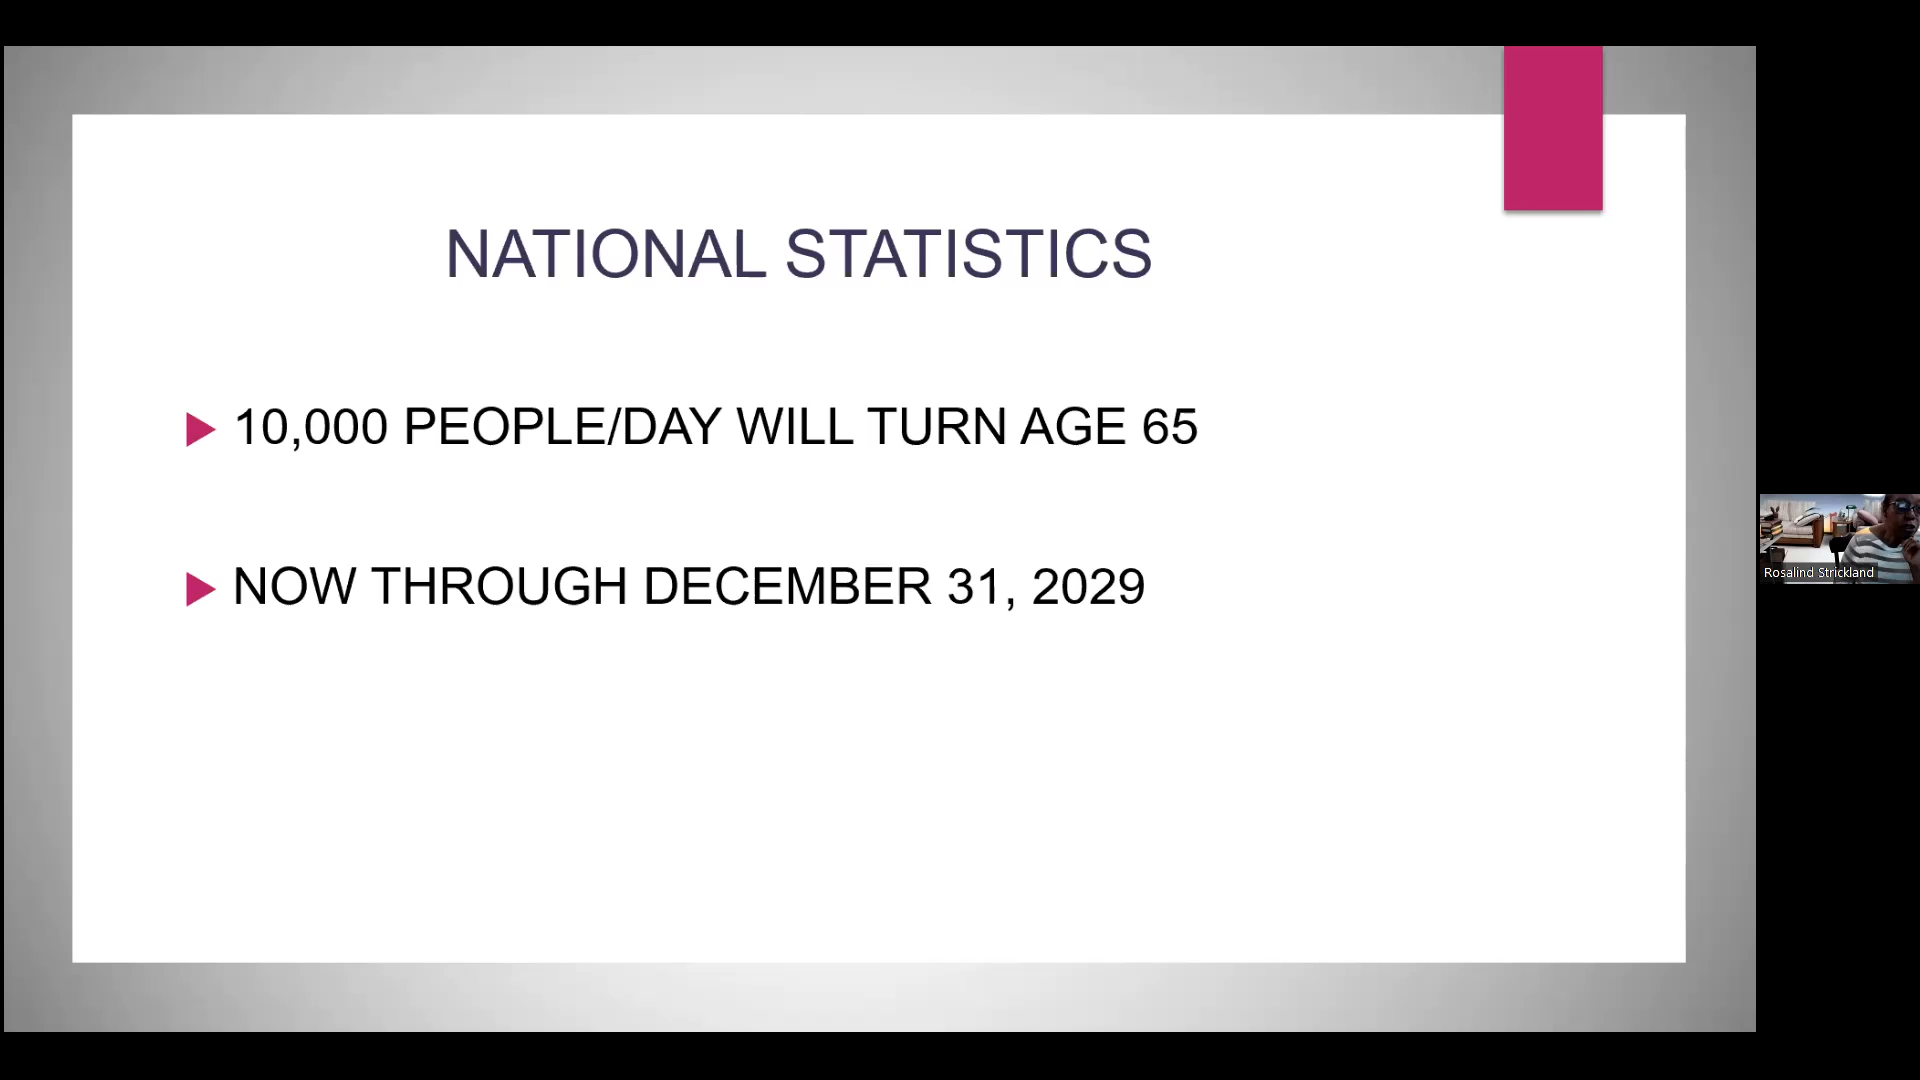 NATIONAL STATISTICS
10,000 PEOPLE/DAY WILL TURN AGE 65
NOW THROUGH DECEMBER 31, 2029
Rosalind Strickland